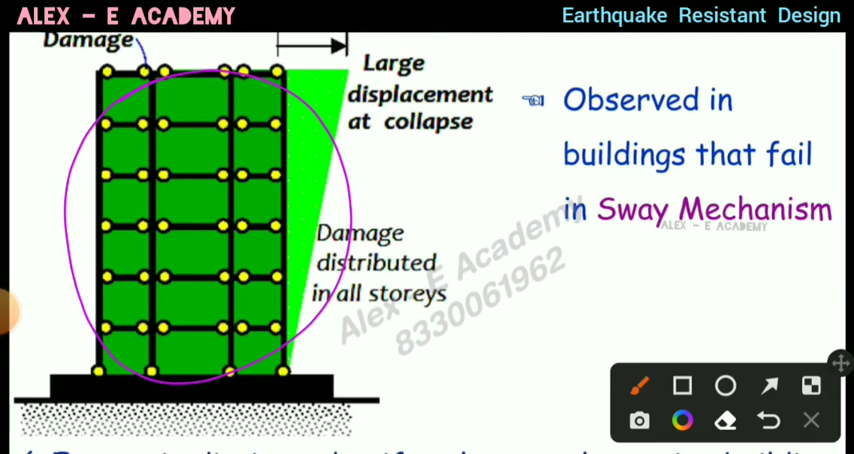 ALEX - E ACADEMY
Earthquake Resistant Design
Damage
Large
displacement
at collapse
Damage
distributed
in all storeys
Observed in
buildings that fail
in Sway Mechanism
ALEX - E ACADEMY
Alex - E Academy
8330061962